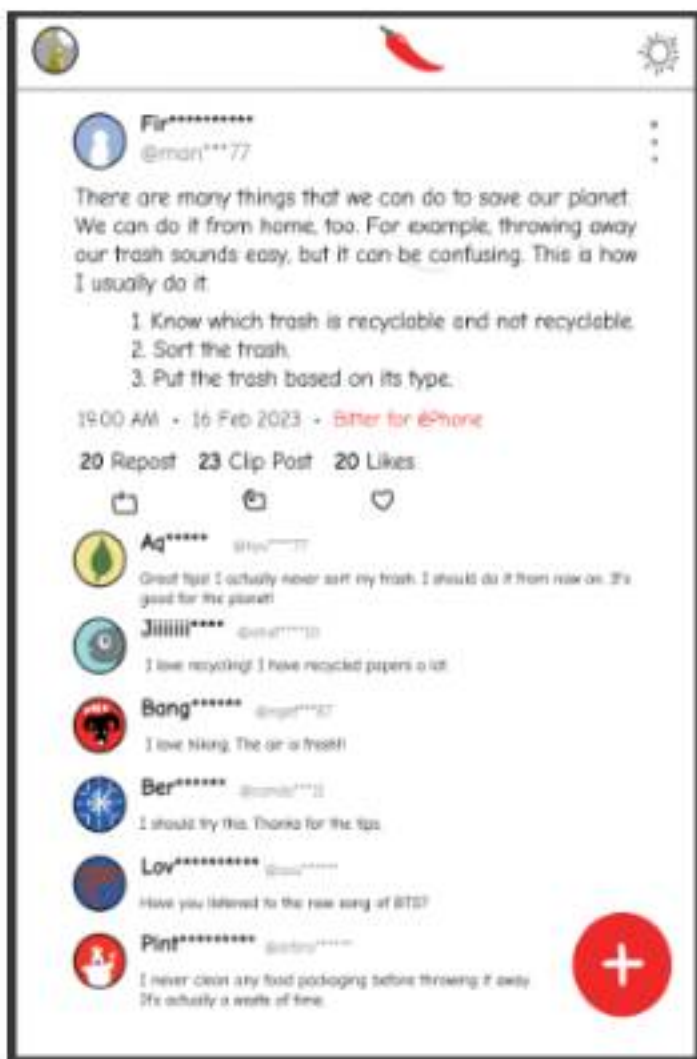 Fir**********
@man***77
There are many things that we can do to save our planet.
We can do it from home, too. For example, throwing away
our trash sounds easy, but it can be confusing. This is how
I usually do it.
1. Know which trash is recyclable and not recyclable.
2. Sort the trash.
3. Put the trash based on its type.
19.00 AM • 16 Feb 2023 • Bitter for éPhone
20 Repost 23 Clip Post 20 Likes
Aq*****
Great tips! I actually never sort my trash. I should do it from now on. It's
good for the planet!
Jiiiiiii****
I love recycling! I have recycled papers a lot.
Bang******
I love hiking. The air is fresh!!
Ber******
I should try this. Thanks for the tips.
Lov**********
Have you listened to the new song of BTS?
Pint*********
I never clean any food packaging before throwing it away.
It's actually a waste of time.